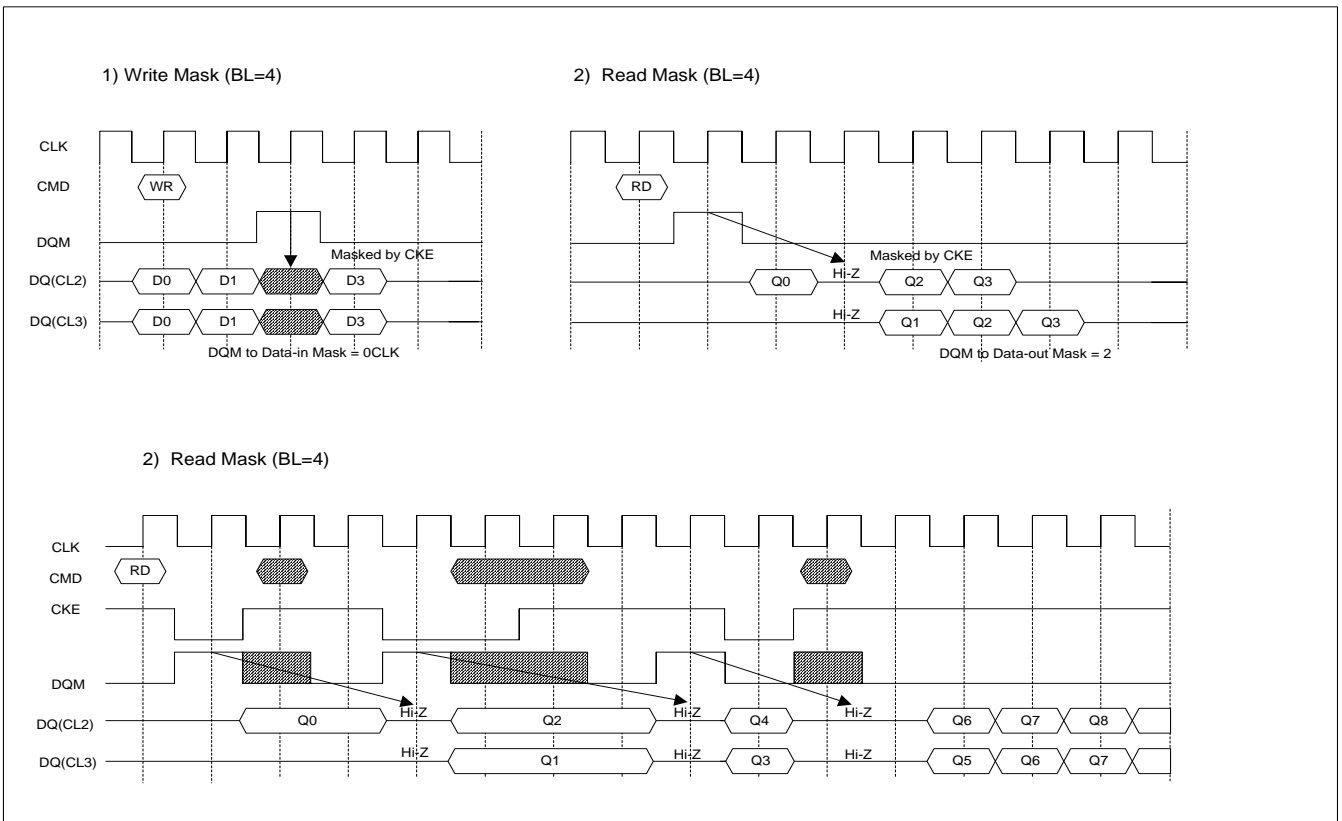 1) Write Mask (BL=4)
CLK
CMD WR
DQM
Masked by CKE
DQ(CL2) D0 D1 D3
DQ(CL3) D0 D1 D3
DQM to Data-in Mask = 0CLK
2) Read Mask (BL=4)
RD
Masked by CKE
Q0 Hi-Z Q2 Q3
Hi-Z Q1 Q2 Q3
DQM to Data-out Mask = 2
2) Read Mask (BL=4)
CLK
RD
CMD
CKE
DQM
DQ(CL2) Q0 Hi-Z Q2 Hi-Z Q4 Hi-Z Q6 Q7 Q8
DQ(CL3) Hi-Z Q1 Hi-Z Q3 Hi-Z Q5 Q6 Q7